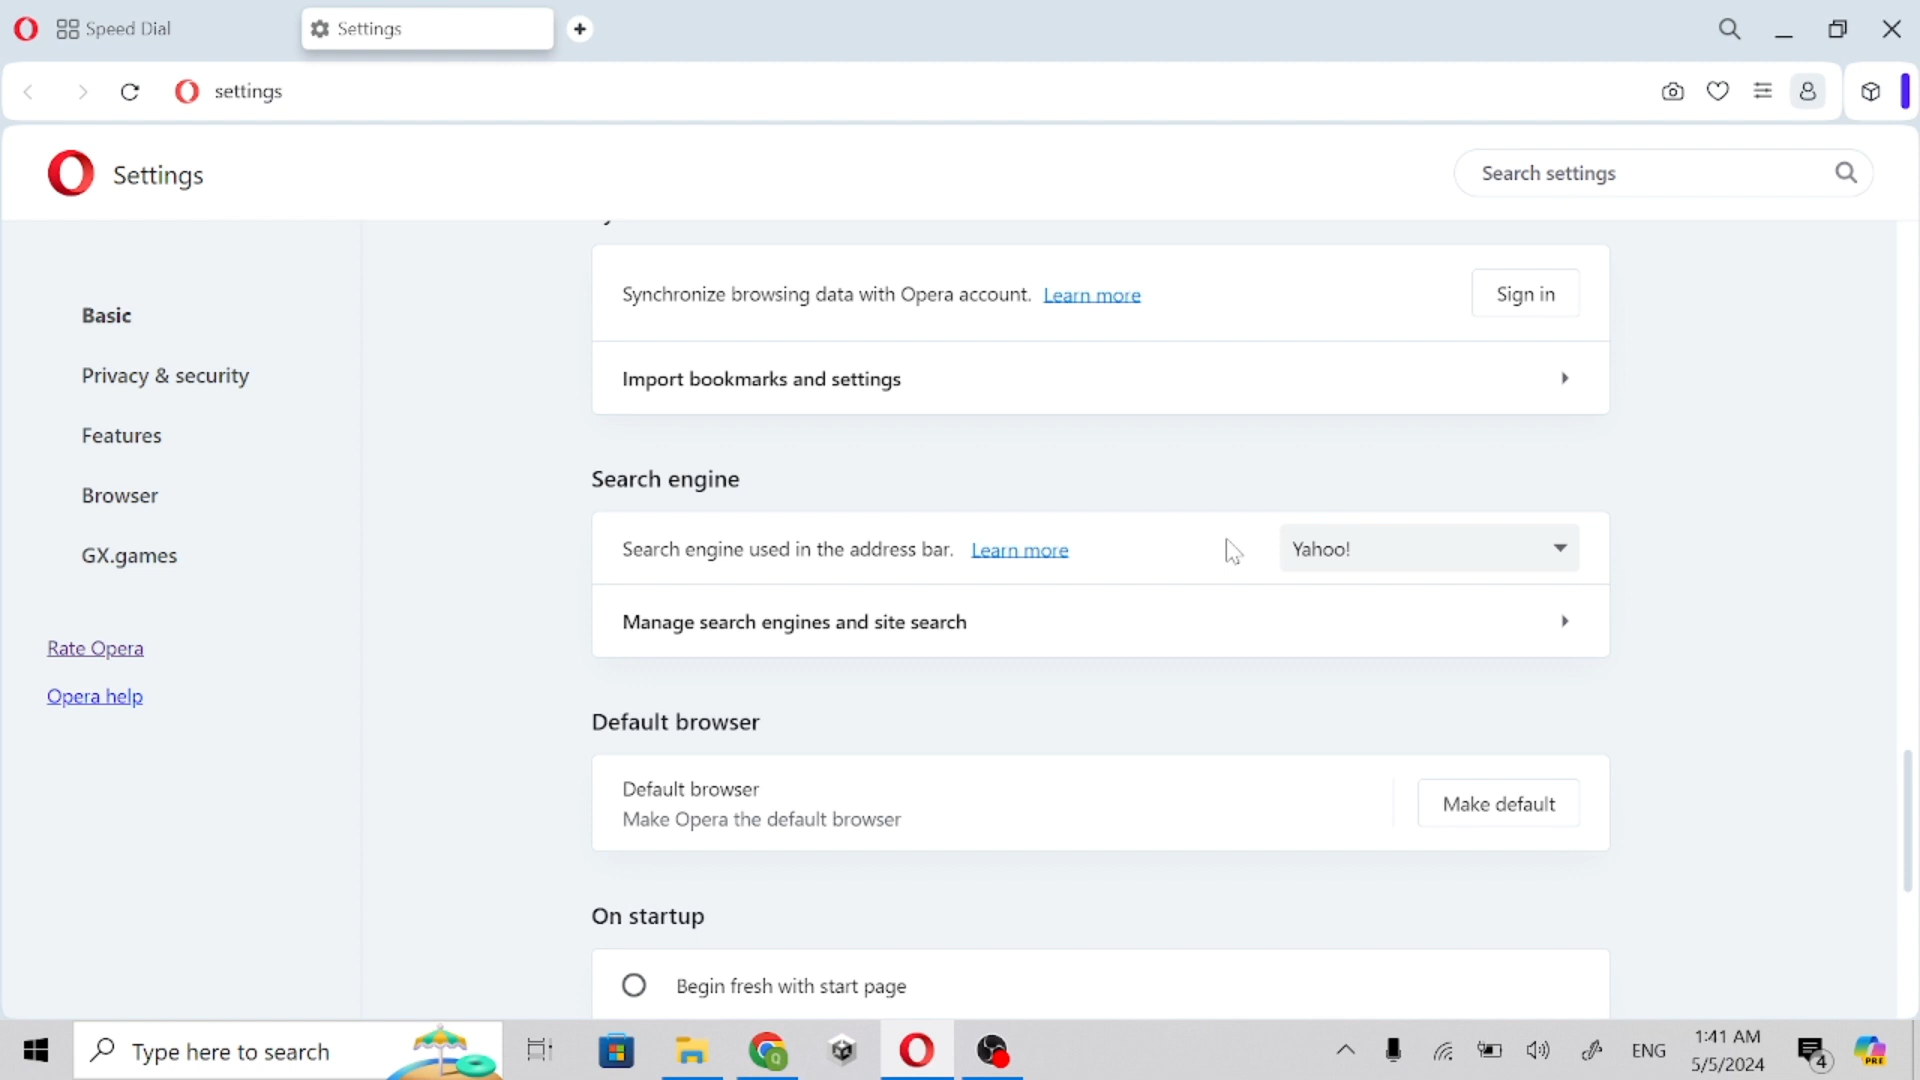 Speed Dial
Settings
settings
Settings
Search settings
Basic
Privacy & security
Features
Browser
GX.games
Rate Opera
Opera help
Synchronize browsing data with Opera account. Learn more
Sign in
Import bookmarks and settings
Search engine
Search engine used in the address bar. Learn more
Yahoo!
Manage search engines and site search
Default browser
Default browser
Make Opera the default browser
Make default
On startup
Begin fresh with start page
Type here to search
ENG
1:41 AM
5/5/2024
4
PRE